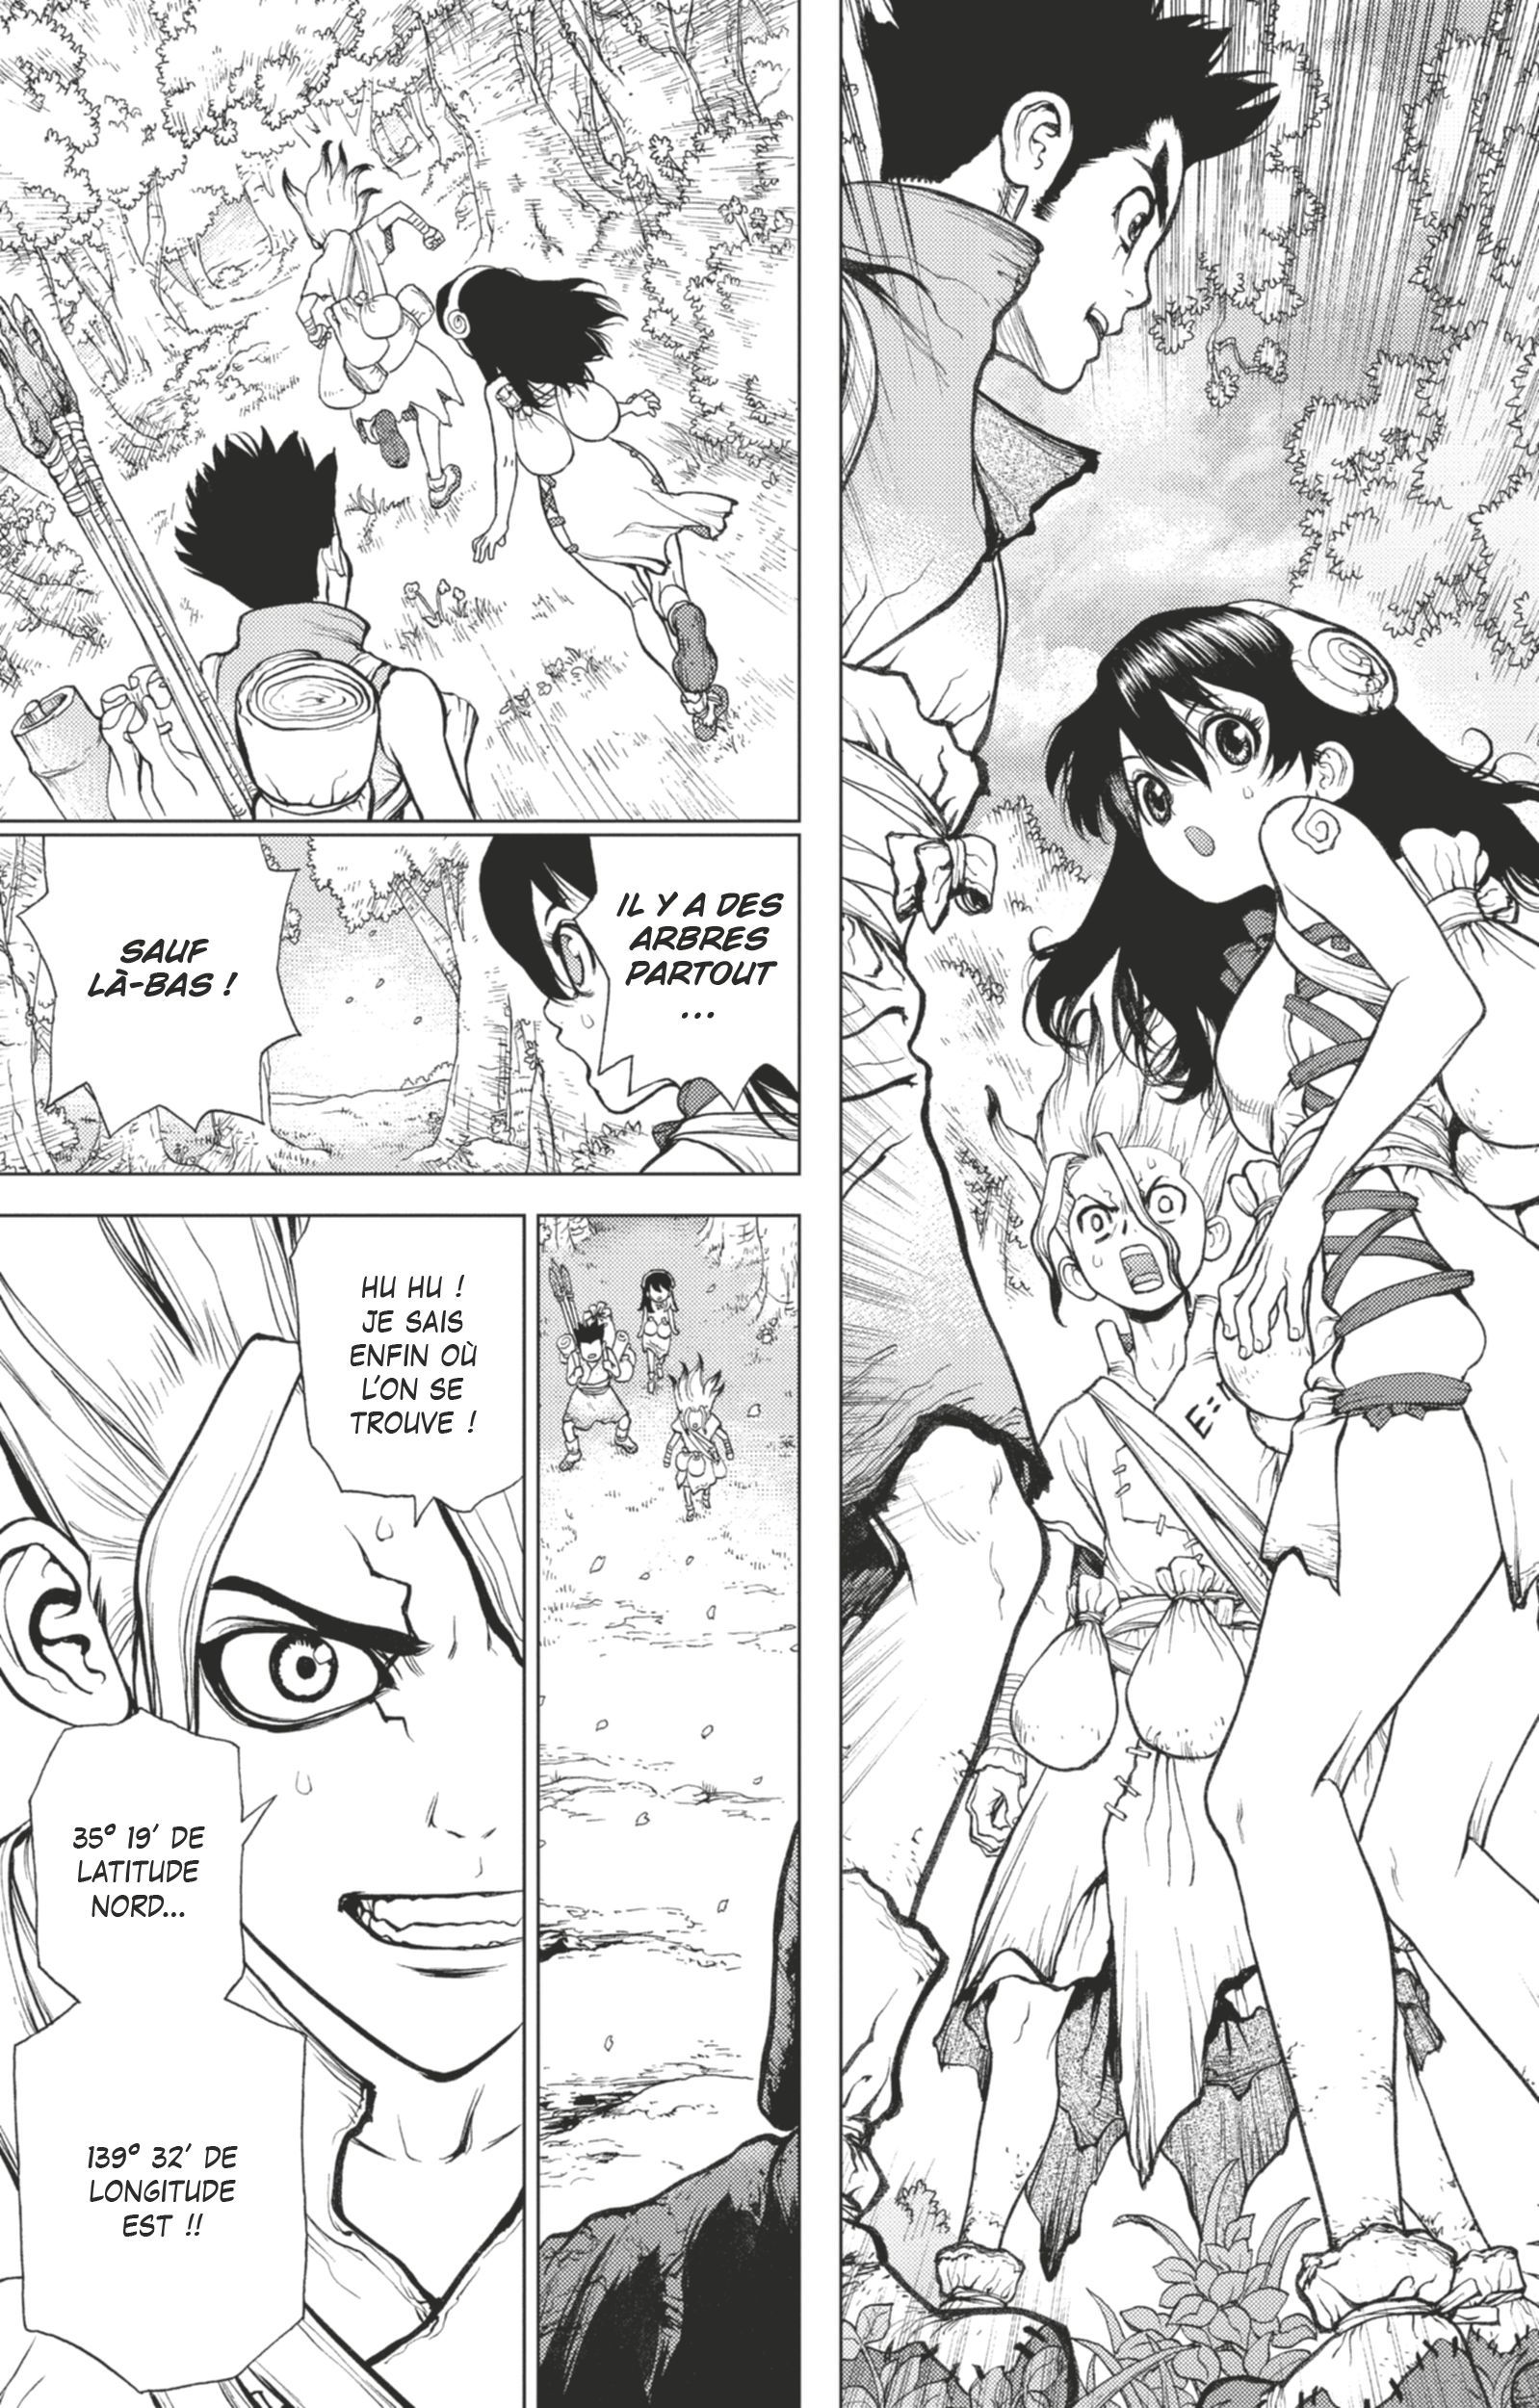 E=
IL Y A DES
ARBRES
PARTOUT
...
SAUF
LÀ-BAS !
HU HU !
JE SAIS
ENFIN OÙ
L'ON SE
TROUVE !
35° 19' DE
LATITUDE
NORD...
139° 32' DE
LONGITUDE
EST !!